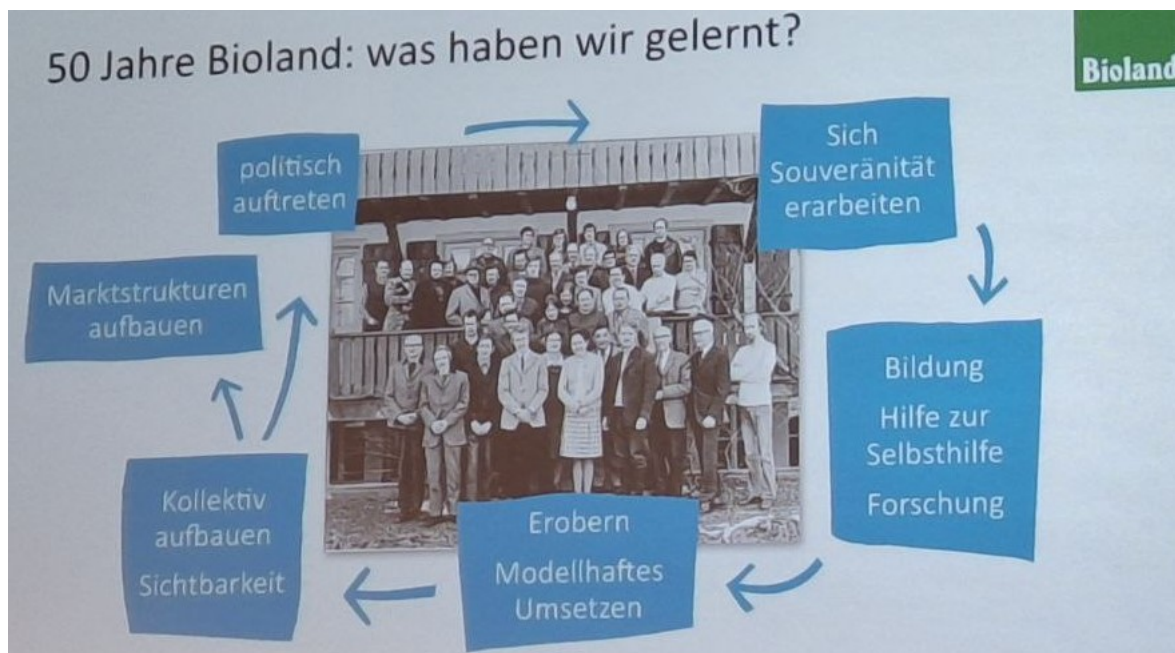 50 Jahre Bioland: was haben wir gelernt?
Bioland
politisch
auftreten
Sich
Souveränität
erarbeiten
Marktstrukturen
aufbauen
Bildung
Hilfe zur
Selbsthilfe
Forschung
Kollektiv
aufbauen
Sichtbarkeit
Erobern
Modellhaftes
Umsetzen